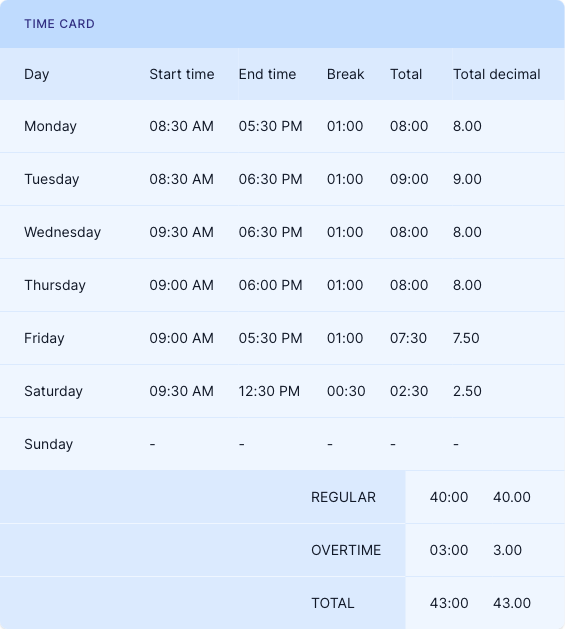 TIME CARD
Day Start time End time Break Total Total decimal
Monday 08:30 AM 05:30 PM 01:00 08:00 8.00
Tuesday 08:30 AM 06:30 PM 01:00 09:00 9.00
Wednesday 09:30 AM 06:30 PM 01:00 08:00 8.00
Thursday 09:00 AM 06:00 PM 01:00 08:00 8.00
Friday 09:00 AM 05:30 PM 01:00 07:30 7.50
Saturday 09:30 AM 12:30 PM 00:30 02:30 2.50
Sunday - - - - -
REGULAR 40:00 40.00
OVERTIME 03:00 3.00
TOTAL 43:00 43.00